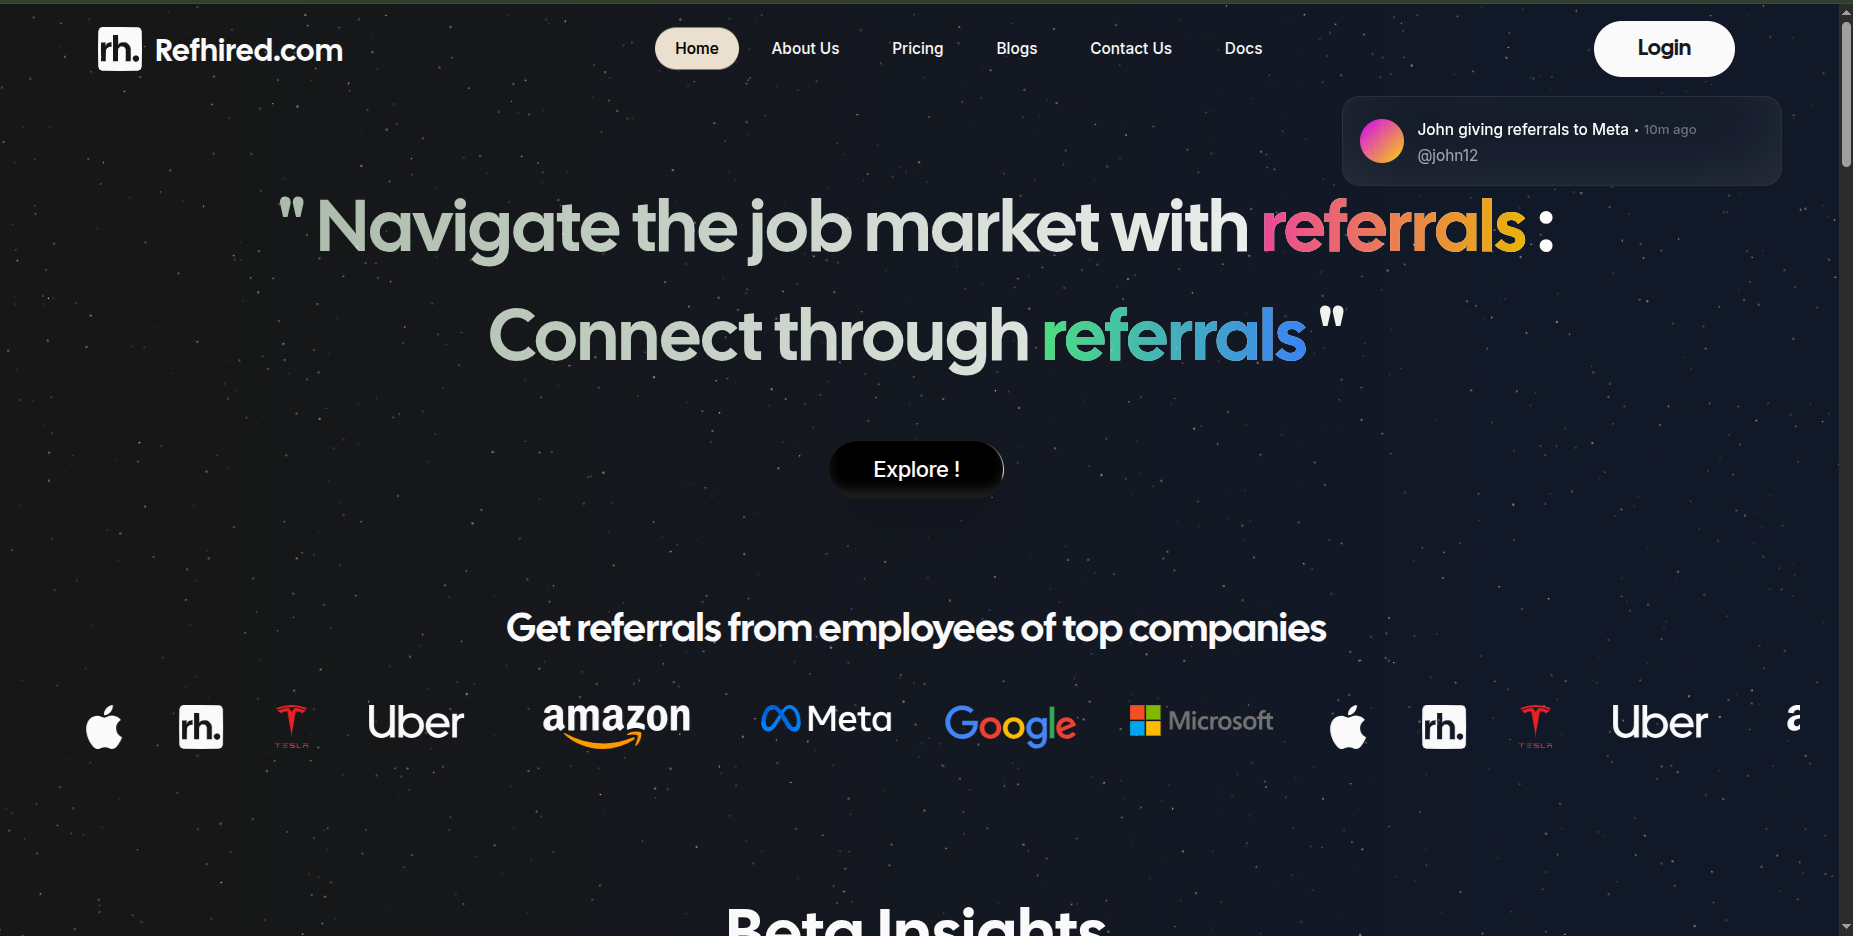 rh. Refhired.com
Home About Us Pricing Blogs Contact Us Docs
Login
John giving referrals to Meta • 10m ago
@john12
" Navigate the job market with referrals :
Connect through referrals "
Explore !
Get referrals from employees of top companies
rh. TESLA Uber amazon Meta Google Microsoft rh. TESLA Uber a
Beta Insights